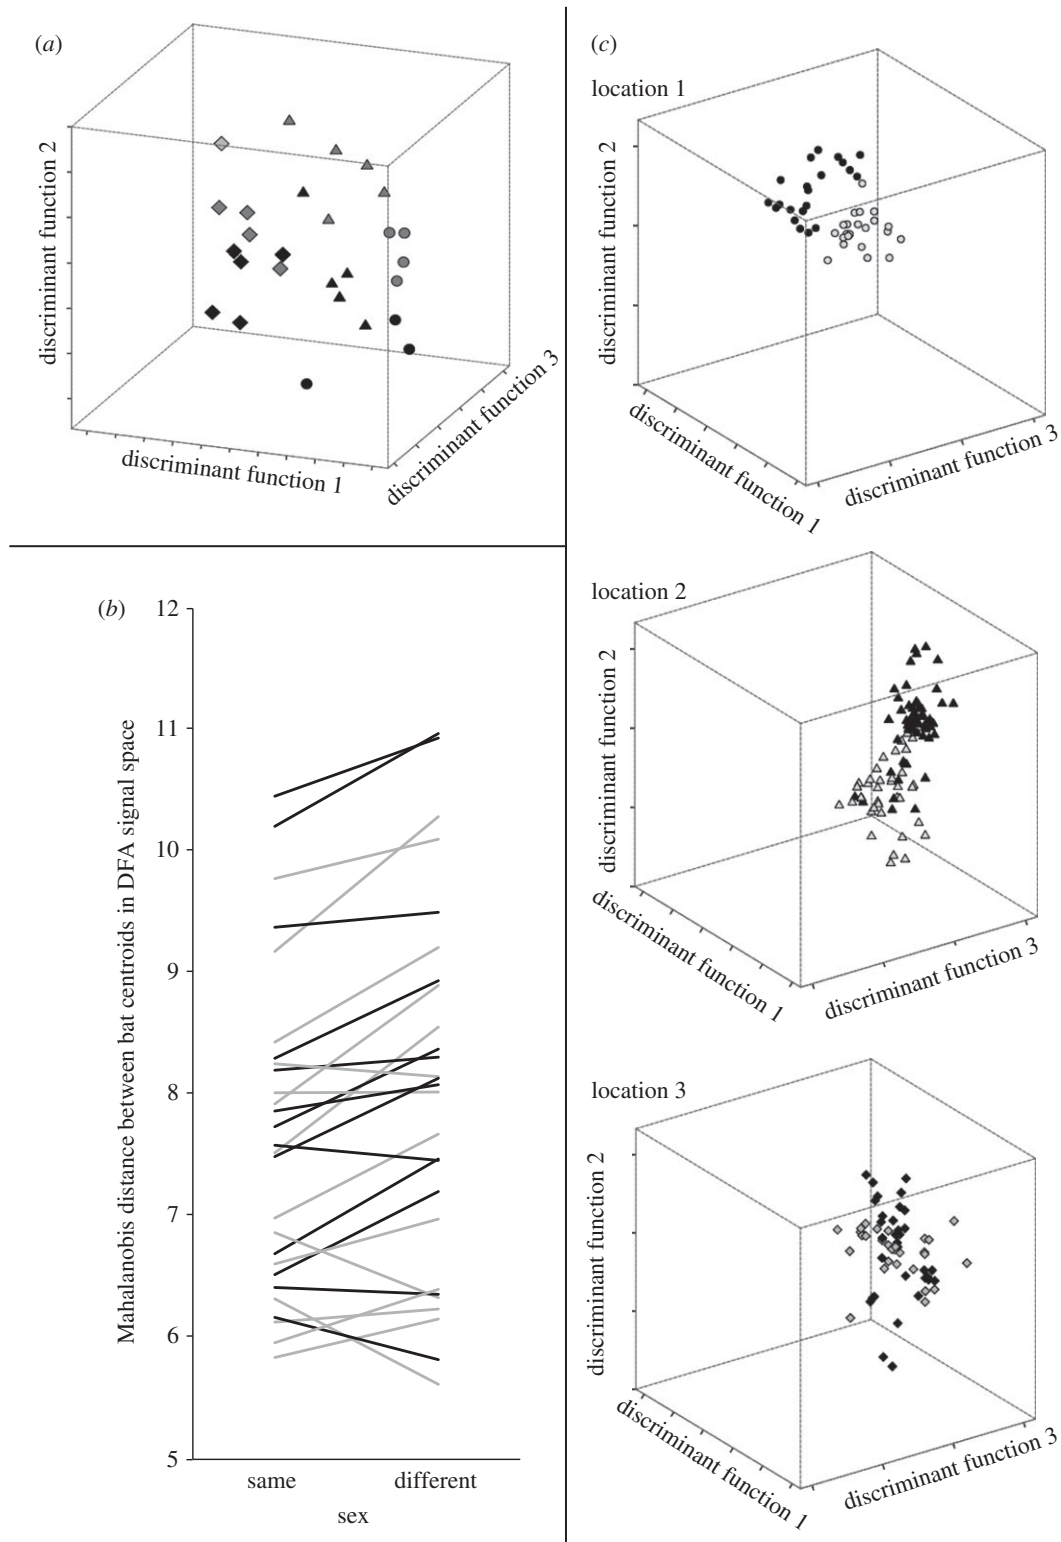 (a)
discriminant function 2
discriminant function 1
discriminant function 3
(b)
Mahalanobis distance between bat centroids in DFA signal space
12
11
10
9
8
7
6
5
same
different
sex
(c)
location 1
discriminant function 2
discriminant function 1
discriminant function 3
location 2
discriminant function 2
discriminant function 1
discriminant function 3
location 3
discriminant function 2
discriminant function 1
discriminant function 3